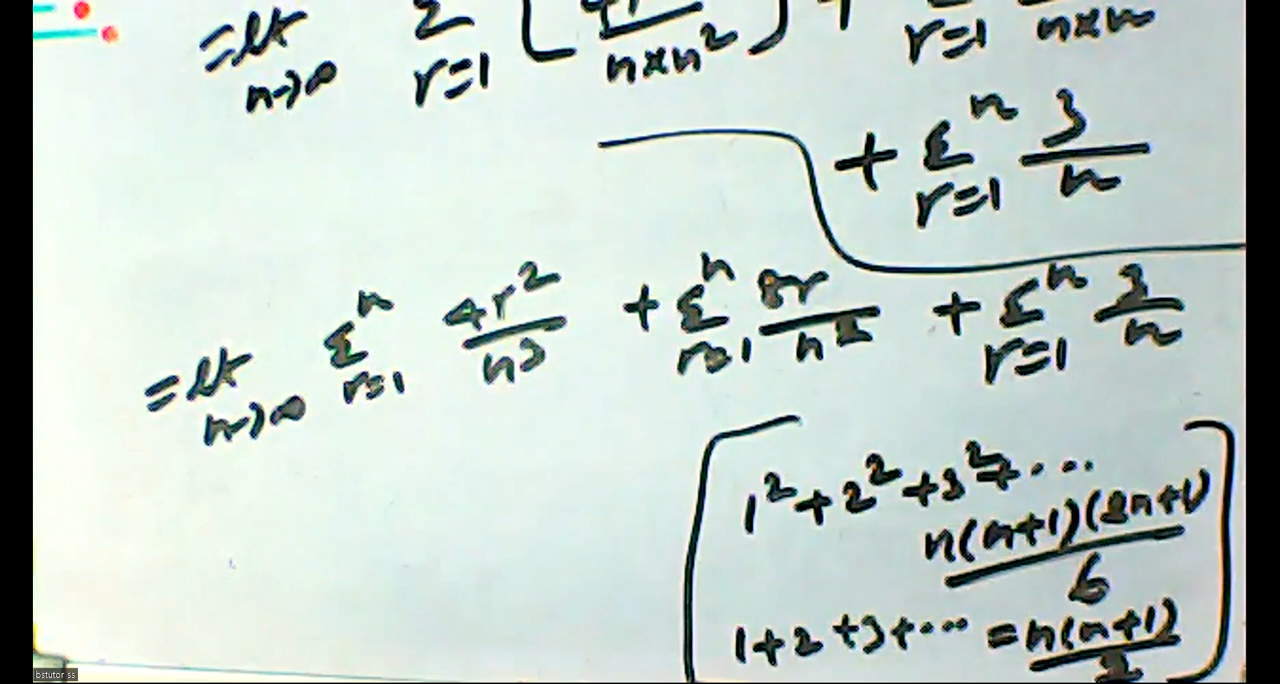 =lt n→∞ Σ r=1 [ 4r / n×n² ] + r=1 n×n
+ Σ r=1 n 3/n
=lt n→∞ Σ r=1 n 4r²/n3 + Σ r=1 n 8r/n² + Σ r=1 n 3/n
1²+2²+3²+...
n(n+1)(2n+1)/6
1+2+3+... =n(n+1)/2
bstutor ss